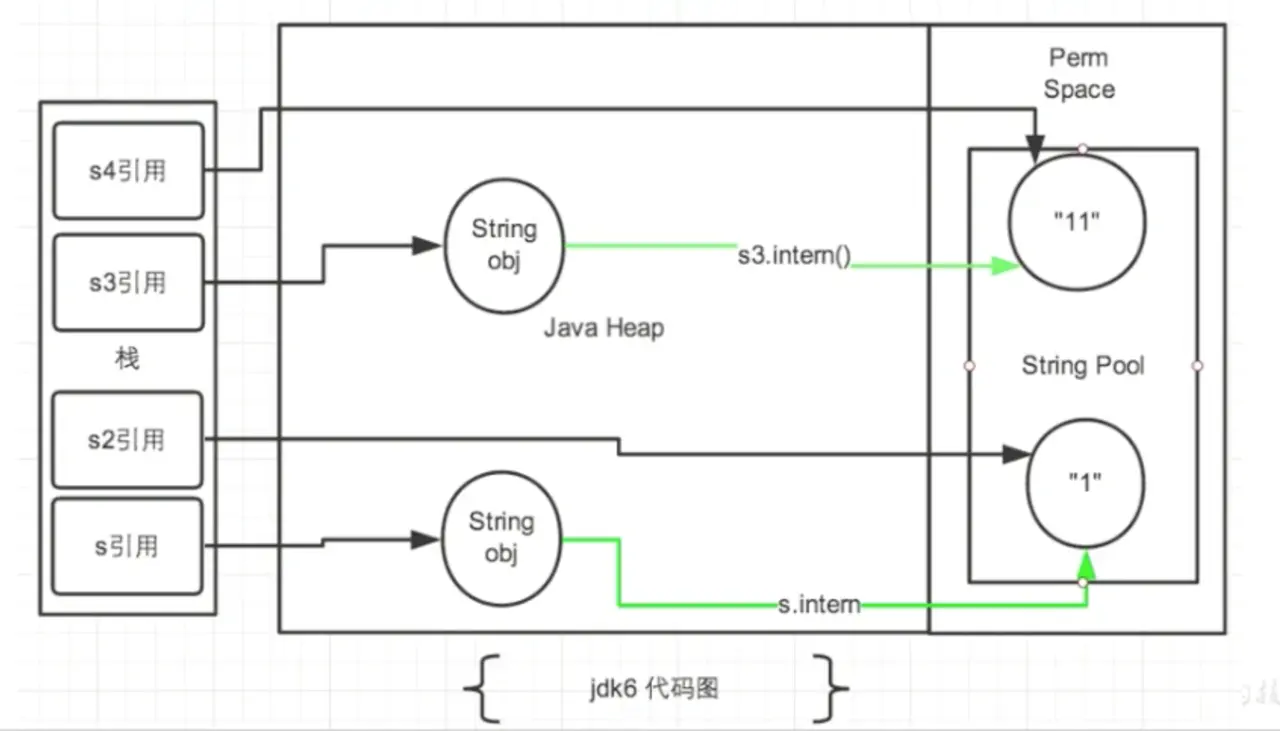 Perm
Space
s4引用
"11"
String
obj
s3.intern()
s3引用
Java Heap
栈
String Pool
s2引用
"1"
String
obj
s引用
s.intern
jdk6 代码图